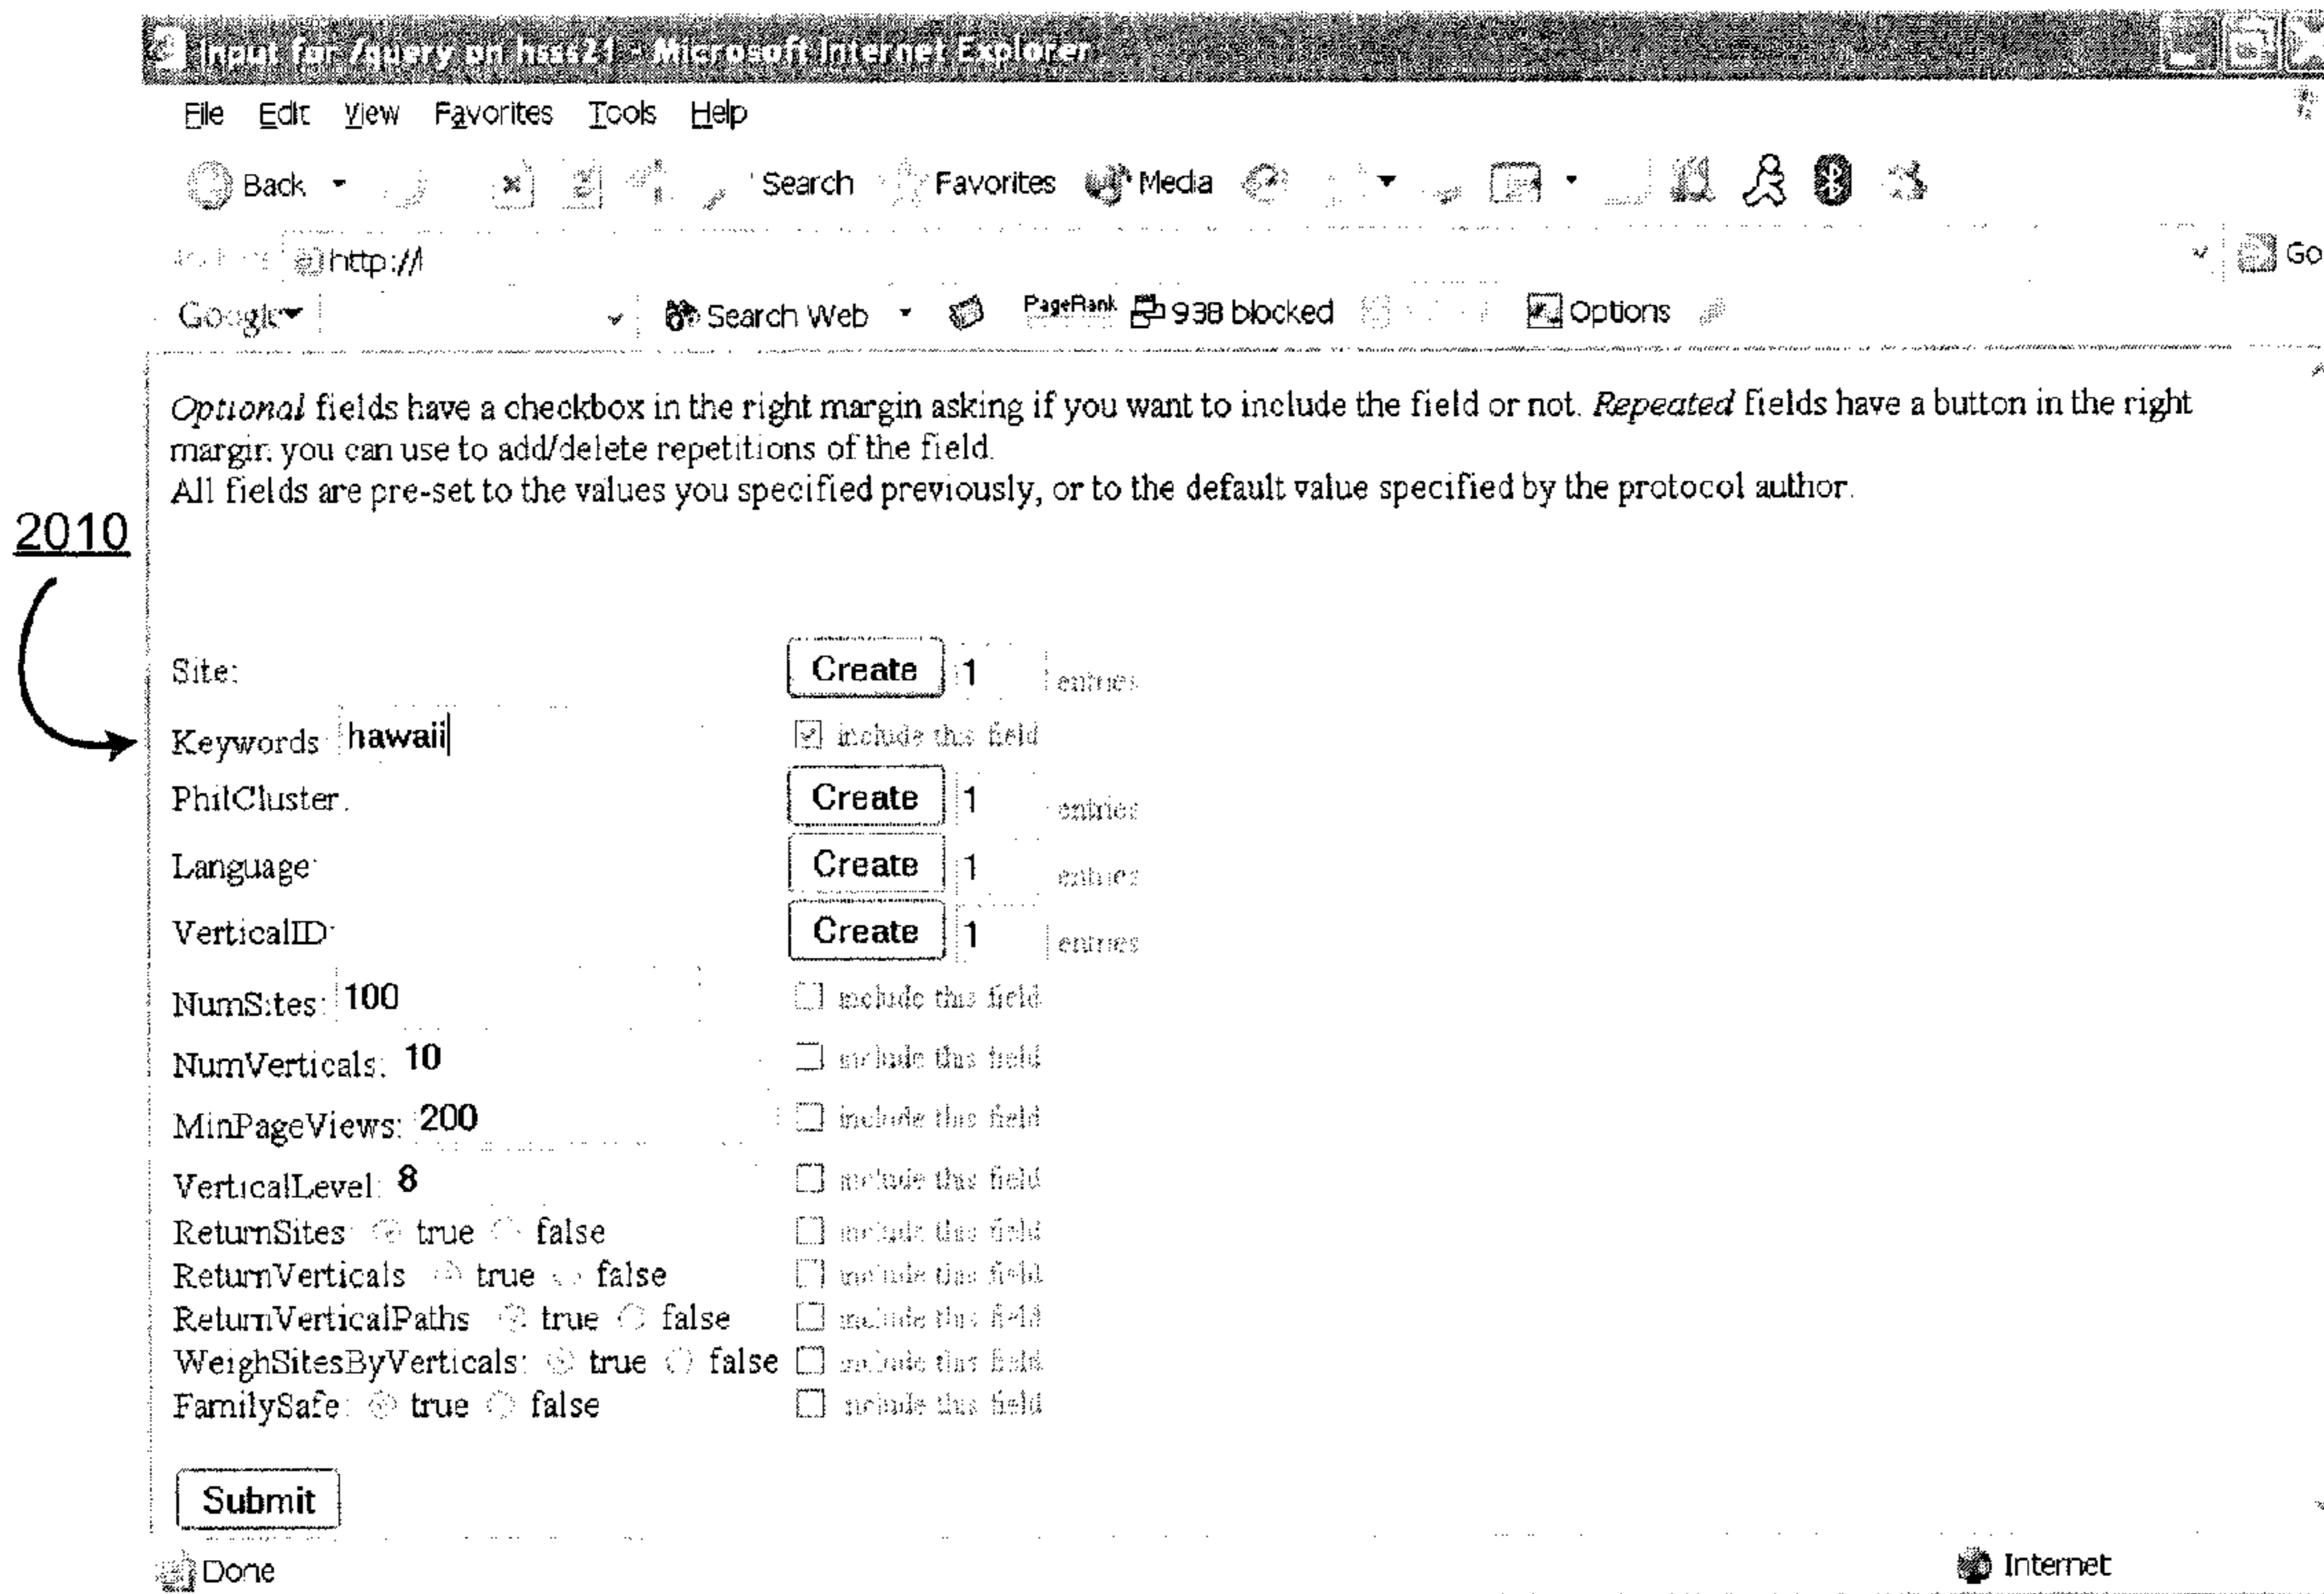 Input for /query on hses21 - Microsoft Internet Explorer
File Edit View Favorites Tools Help
Back Search Favorites Media
http://
Go
Google Search Web PageRank 938 blocked Options
Optional fields have a checkbox in the right margin asking if you want to include the field or not. Repeated fields have a button in the right
margin you can use to add/delete repetitions of the field.
All fields are pre-set to the values you specified previously, or to the default value specified by the protocol author.
2010
Site: Create 1 entries
Keywords: hawaii include this field
PhilCluster: Create 1 entries
Language: Create 1 entries
VerticalID: Create 1 entries
NumSites: 100 include this field
NumVerticals: 10 include this field
MinPageViews: 200 include this field
VerticalLevel: 8 include this field
ReturnSites: true false include this field
ReturnVerticals true false include this field
ReturnVerticalPaths true false include this field
WeighSitesByVerticals: true false include this field
FamilySafe: true false include this field
Submit
Done Internet